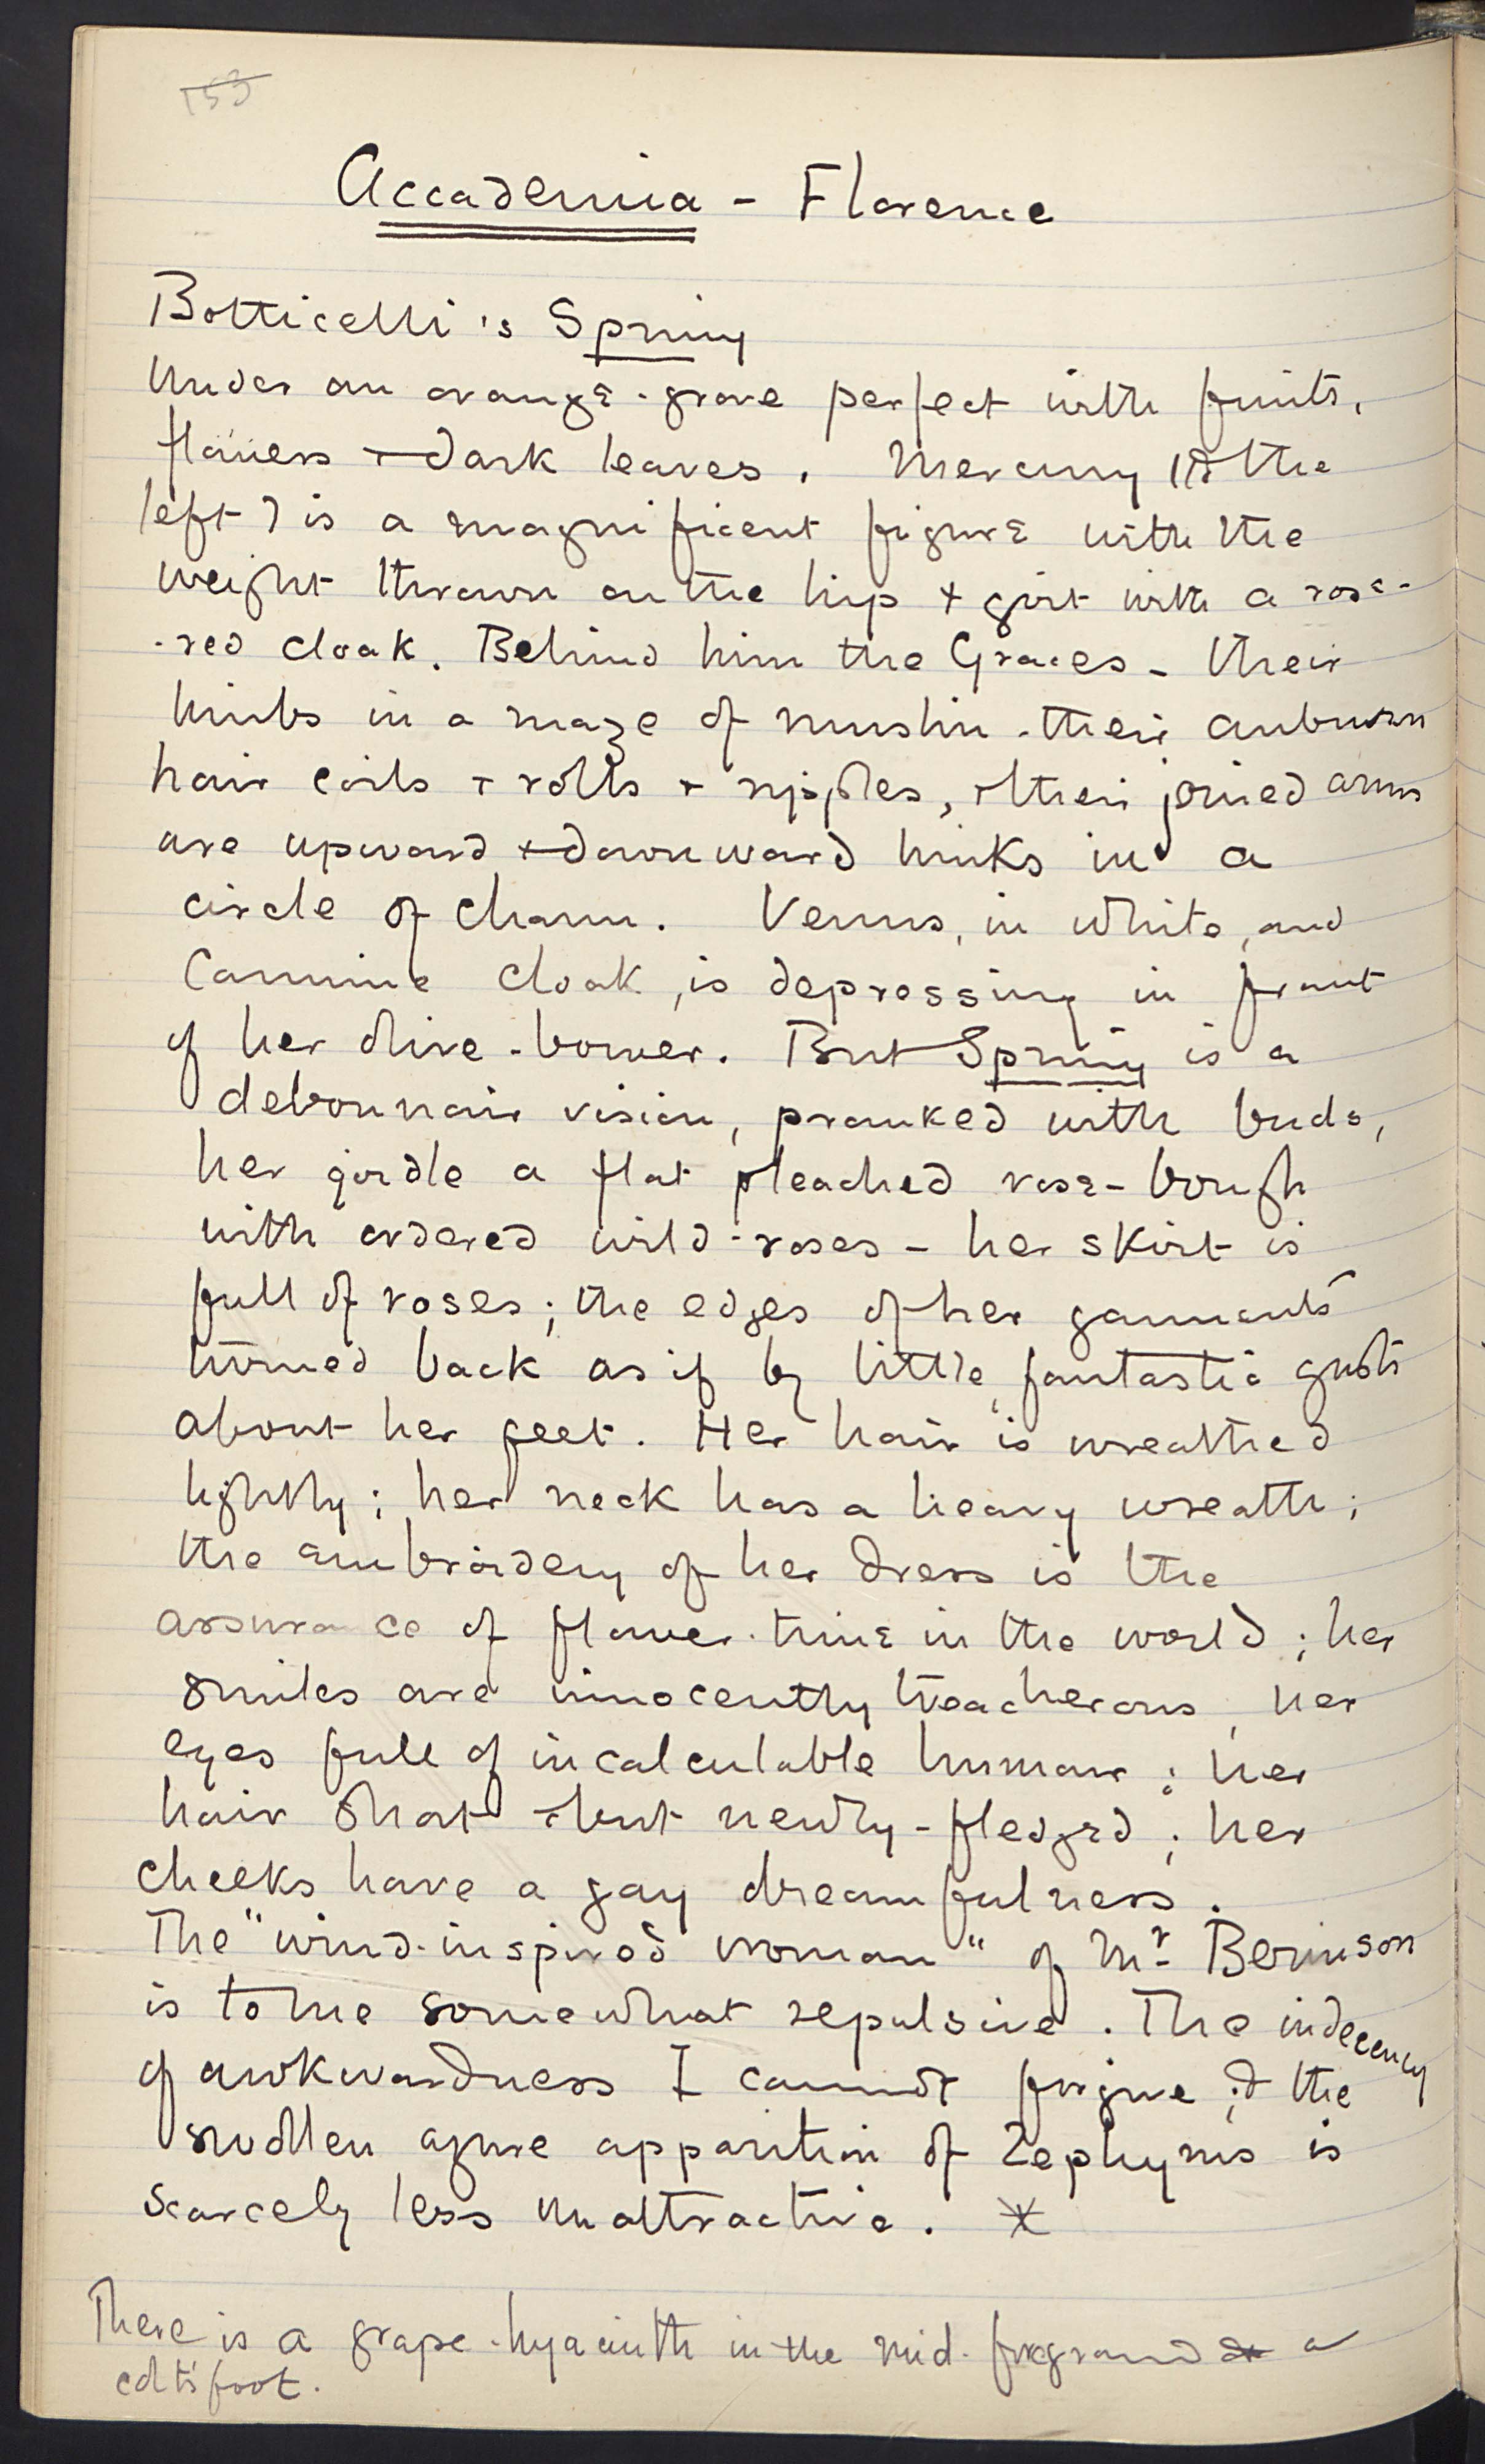 153
Accademia - Florence
Botticelli's Spring
Under an orange-grove perfect with fruits,
flowers + dark leaves. Mercury (to the
left) is a magnificent figure with the
weight thrown on the hip + girt with a rose-
-red cloak. Behind him the Graces - their
limbs in a maze of muslin - their auburn
hair coils + rolls + ripples, + their joined arms
are upward + downward links in a
circle of charm. Venus, in white, and
Carmine cloak, is depressing in front
of her olive-bower. But Spring is a
debonnair vision, pranked with buds,
her girdle a flat pleached rose-bough
with ordered wild-roses - her skirt is
full of roses; the edges of her garments
turned back as if by little fantastic gusts
about her feet. Her hair is wreathed
lightly; her neck has a heavy wreath;
the embroidery of her dress is the
assurance of flower-time in the world; her
smiles are innocently treacherous, her
eyes full of incalculable humour; her
hair short + but newly-fledged; her
cheeks have a gay dreamfulness.
The "wind-inspired woman" of Mr Berinson
is to me somewhat repulsive. The indecency
of awkwardness I cannot forgive; + the
swollen azure apparition of Zephyrus is
scarcely less unattractive. *
There is a grape-hyacinth in the mid-foreground + a
coltsfoot.